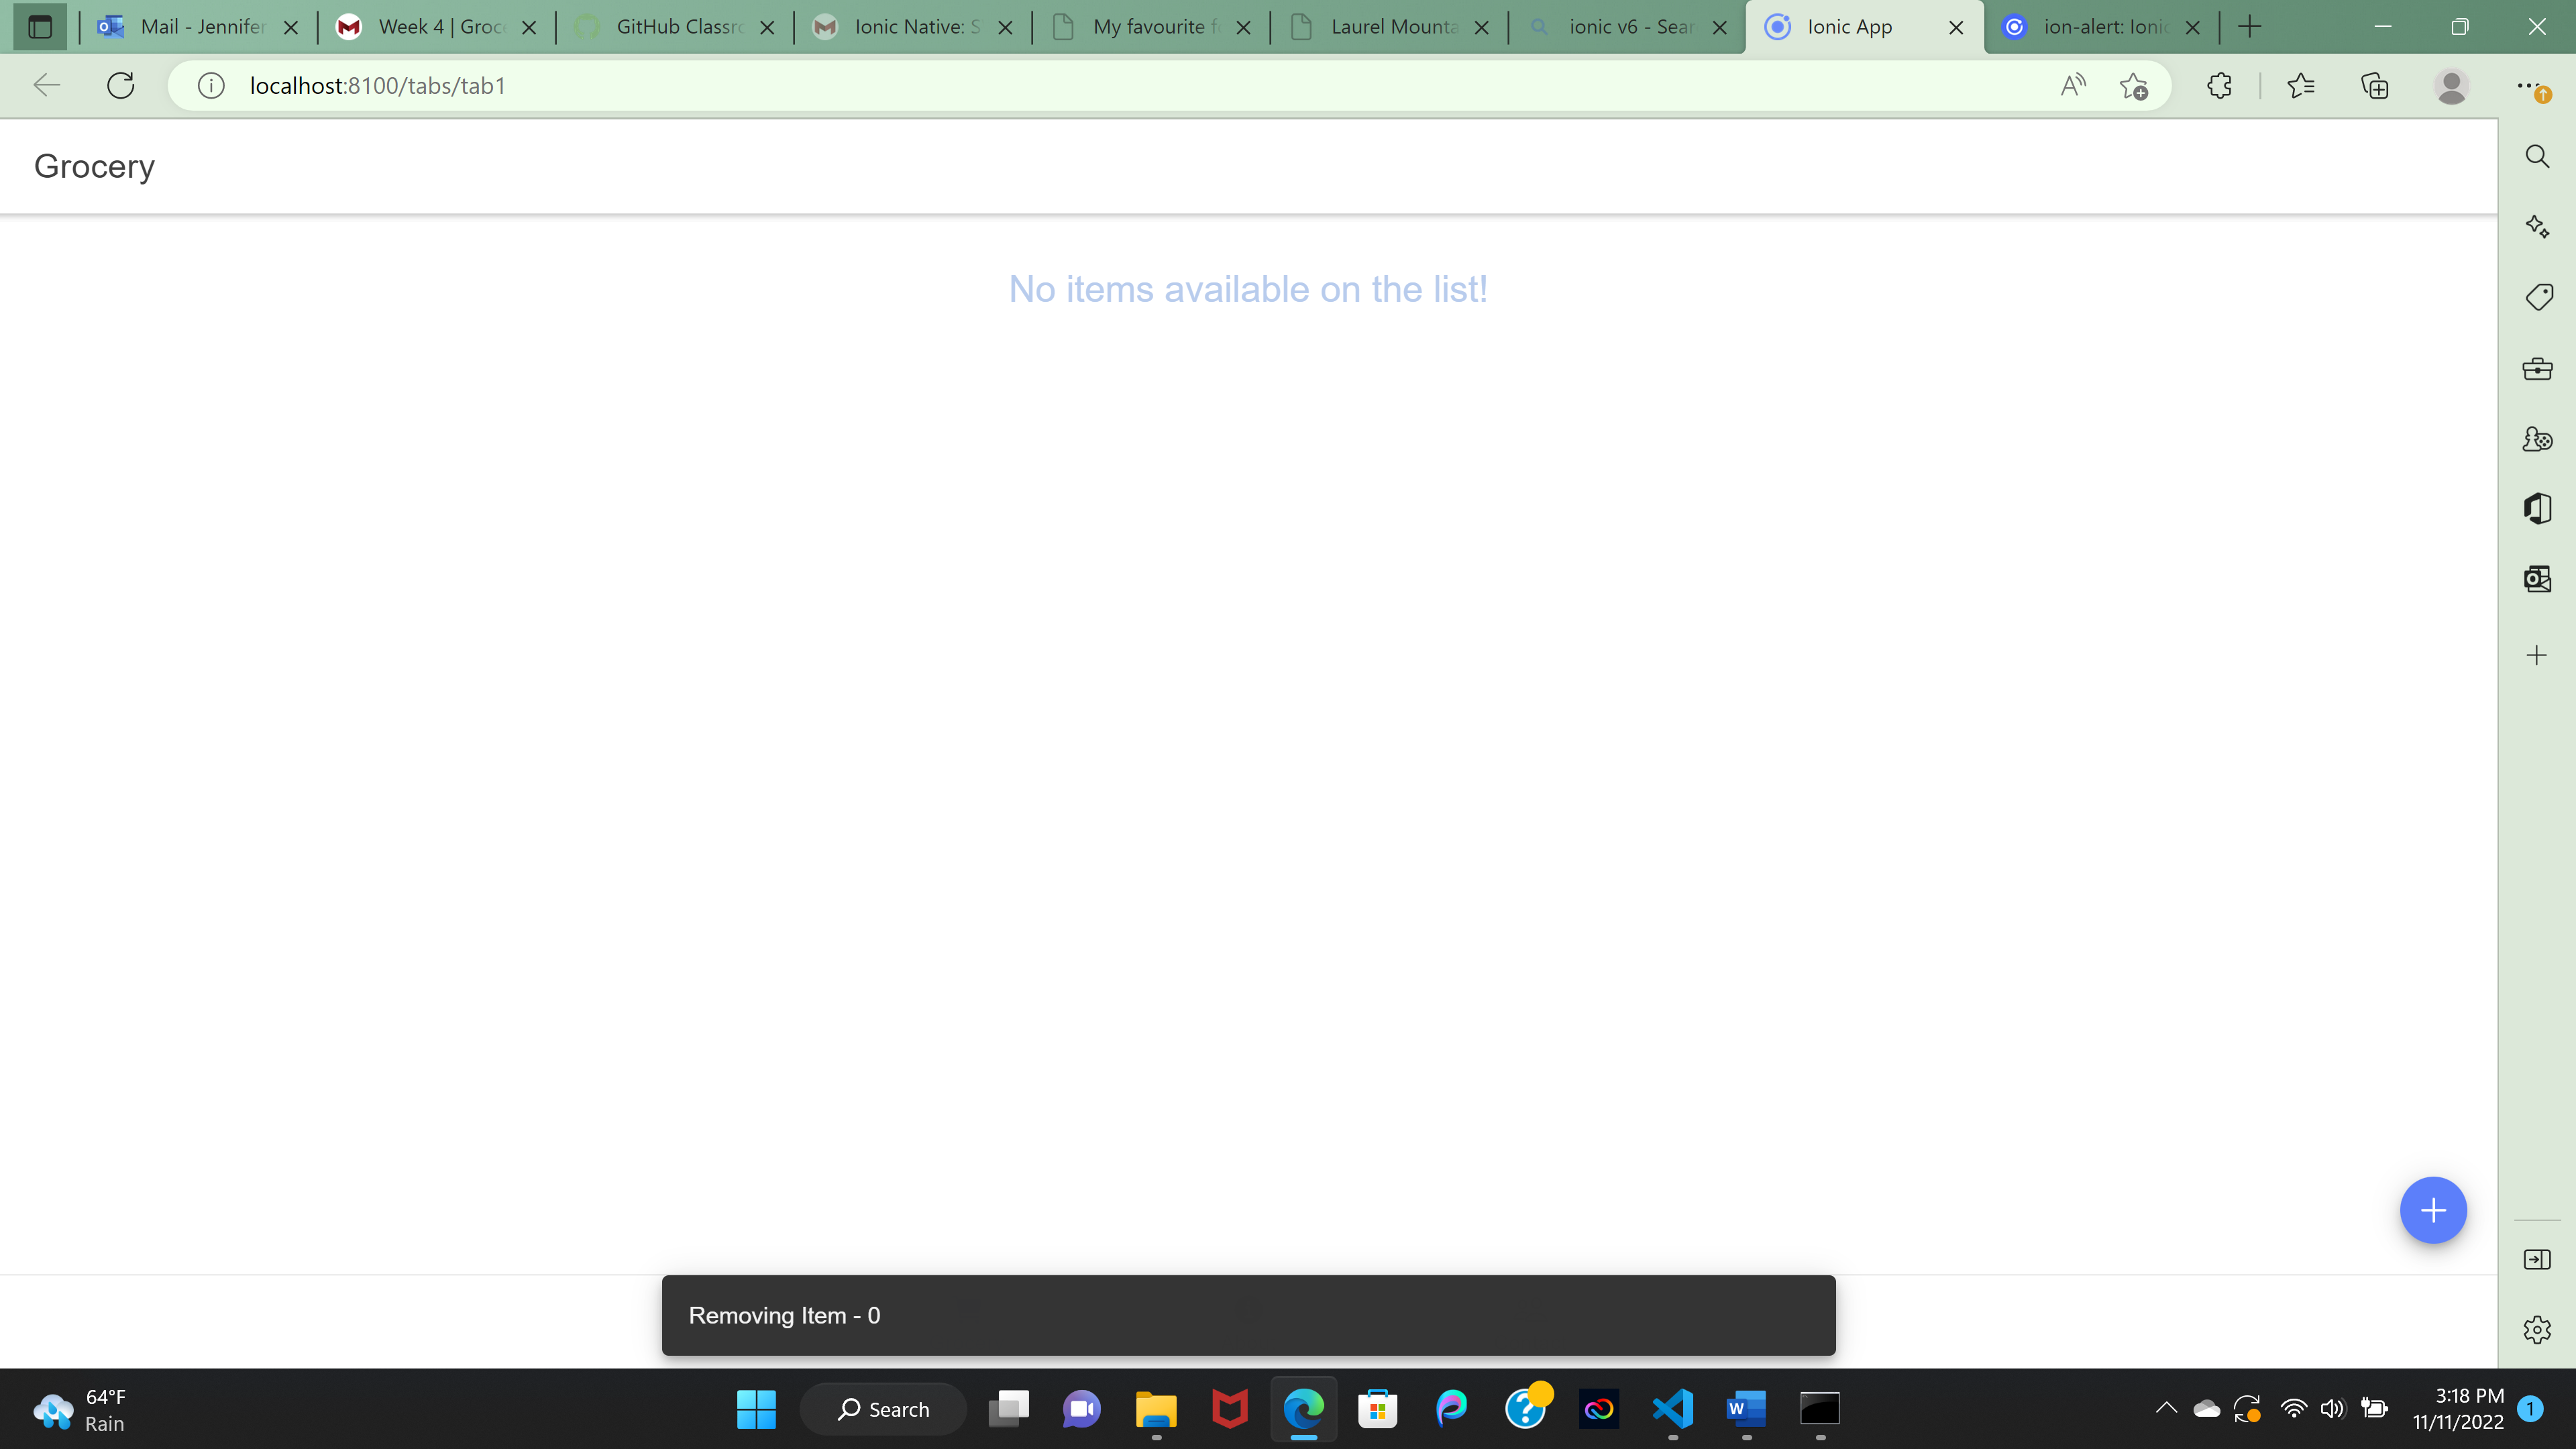 Mail - Jennifer
Week 4 | Groce
GitHub Classro
Ionic Native: S
My favourite f
Laurel Mounta
ionic v6 - Sear
Ionic App
ion-alert: Ionic
localhost:8100/tabs/tab1
Grocery
No items available on the list!
Removing Item - 0
64°F
Rain
Search
3:18 PM
11/11/2022
1